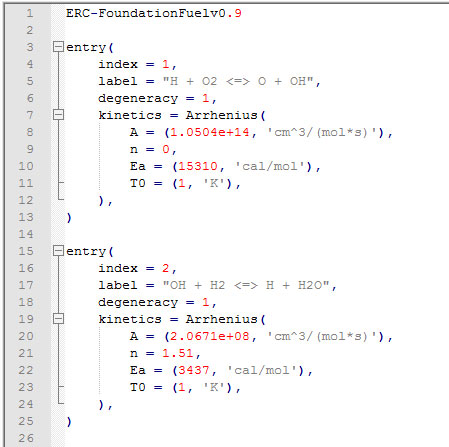 1 ERC-FoundationFuelv0.9
2
3 entry(
4     index = 1,
5     label = "H + O2 <=> O + OH",
6     degeneracy = 1,
7     kinetics = Arrhenius(
8         A = (1.0504e+14, 'cm^3/(mol*s)'),
9         n = 0,
10         Ea = (15310, 'cal/mol'),
11         T0 = (1, 'K'),
12     ),
13 )
14
15 entry(
16     index = 2,
17     label = "OH + H2 <=> H + H2O",
18     degeneracy = 1,
19     kinetics = Arrhenius(
20         A = (2.0671e+08, 'cm^3/(mol*s)'),
21         n = 1.51,
22         Ea = (3437, 'cal/mol'),
23         T0 = (1, 'K'),
24     ),
25 )
26